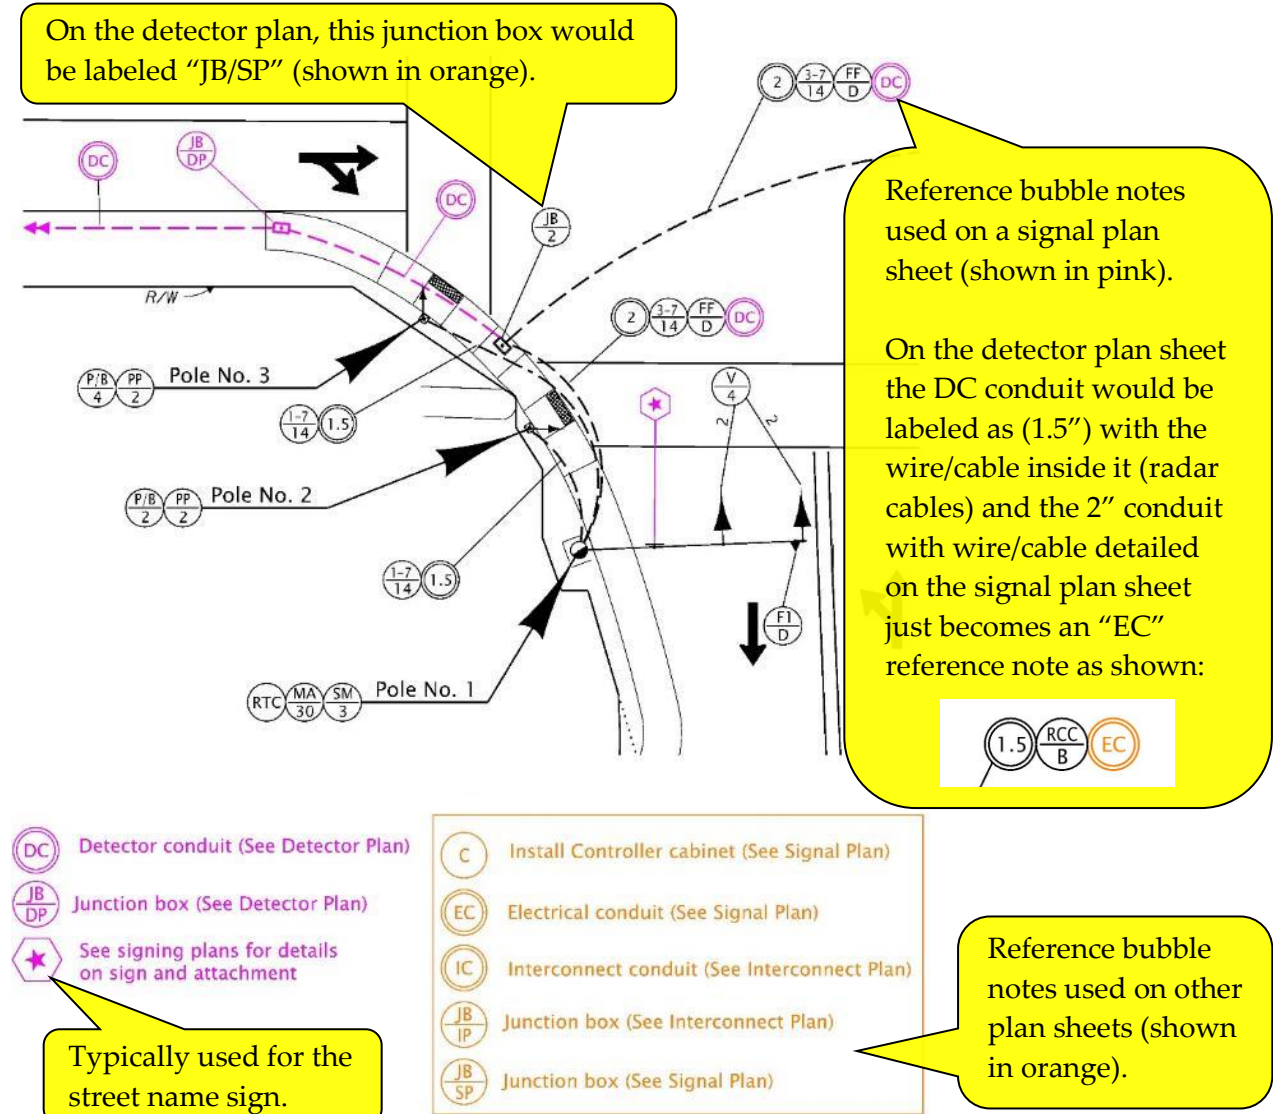 On the detector plan, this junction box would
be labeled “JB/SP” (shown in orange).
2 3-7/14 FF/D DC
DC
JB/DP
DC
JB/2
Reference bubble notes
used on a signal plan
sheet (shown in pink).
On the detector plan sheet
the DC conduit would be
labeled as (1.5”) with the
wire/cable inside it (radar
cables) and the 2” conduit
with wire/cable detailed
on the signal plan sheet
just becomes an “EC”
reference note as shown:
1.5 RCC/B EC
R/W
2 3-7/14 FF/D DC
P/B/4 PP/2 Pole No. 3
1-7/14 1.5
V/4
2 2
P/B/2 PP/2 Pole No. 2
1-7/14 1.5
F1/D
RTC MA/30 SM/3 Pole No. 1
DC Detector conduit (See Detector Plan)
JB/DP Junction box (See Detector Plan)
See signing plans for details
on sign and attachment
Typically used for the
street name sign.
C Install Controller cabinet (See Signal Plan)
EC Electrical conduit (See Signal Plan)
IC Interconnect conduit (See Interconnect Plan)
JB/IP Junction box (See Interconnect Plan)
JB/SP Junction box (See Signal Plan)
Reference bubble
notes used on other
plan sheets (shown
in orange).